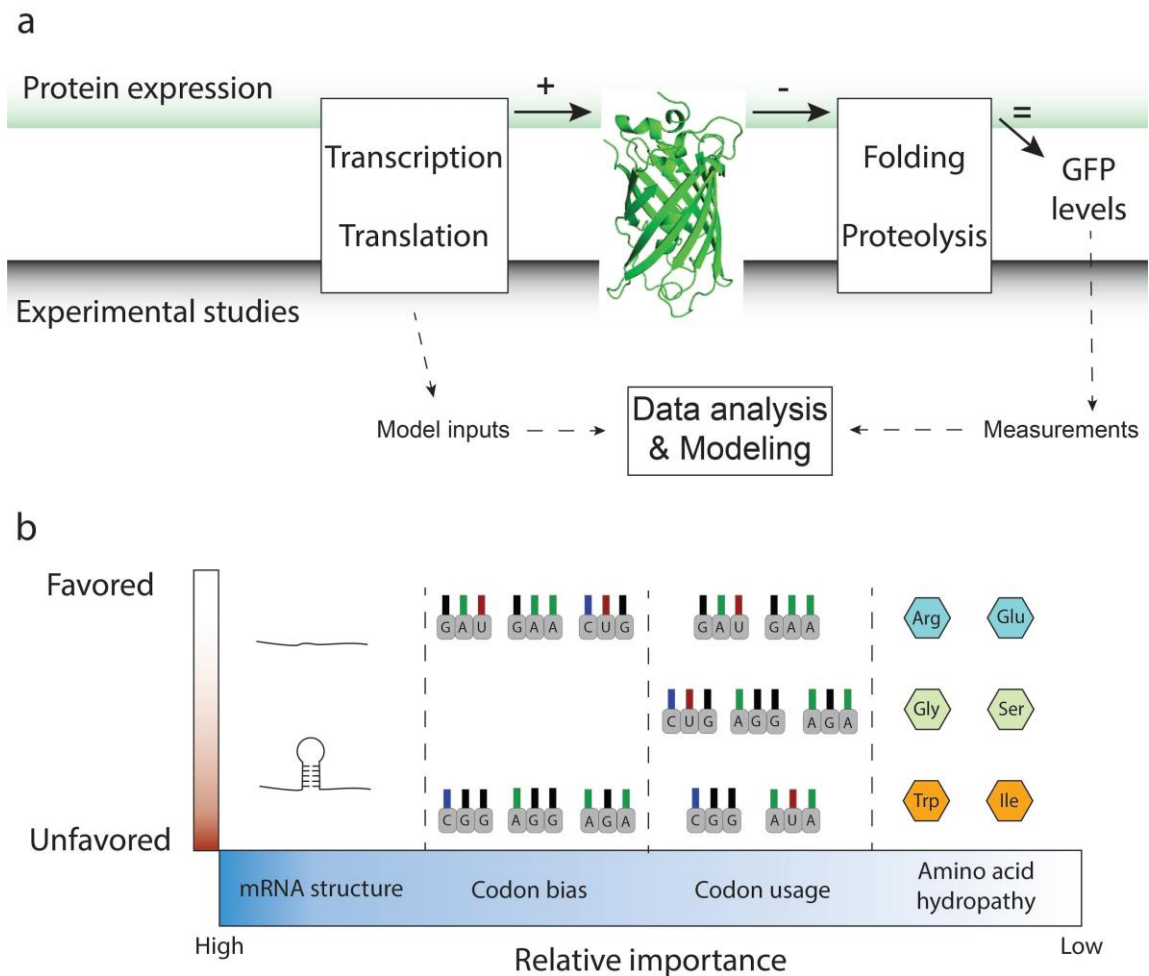 a
Protein expression
+
-
=
Transcription
Translation
Folding
Proteolysis
GFP
levels
Experimental studies
Model inputs
Data analysis
& Modeling
Measurements
b
Favored
Unfavored
G A U
G A A
C U G
G A U
G A A
Arg
Glu
C U G
A G G
A G A
Gly
Ser
C G G
A G G
A G A
C G G
A U A
Trp
Ile
mRNA structure
Codon bias
Codon usage
Amino acid
hydropathy
High
Relative importance
Low